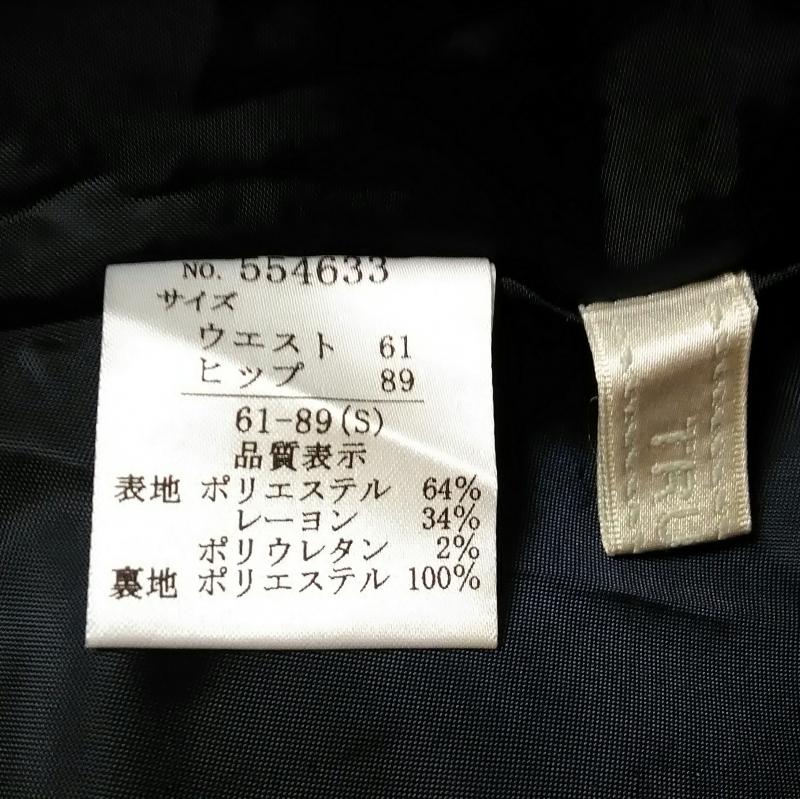 NO. 554633
サイズ
ウエスト 61
ヒップ 89
61-89(S)
品質表示
表地 ポリエステル 64%
レーヨン 34%
ポリウレタン 2%
裏地 ポリエステル 100%
TRU